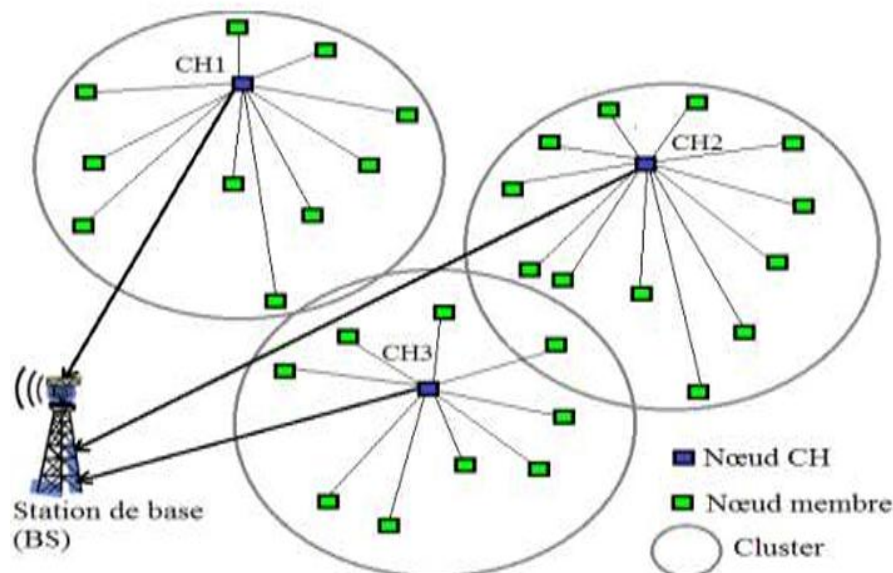 CH1
CH2
CH3
Station de base
(BS)
Nœud CH
Nœud membre
Cluster